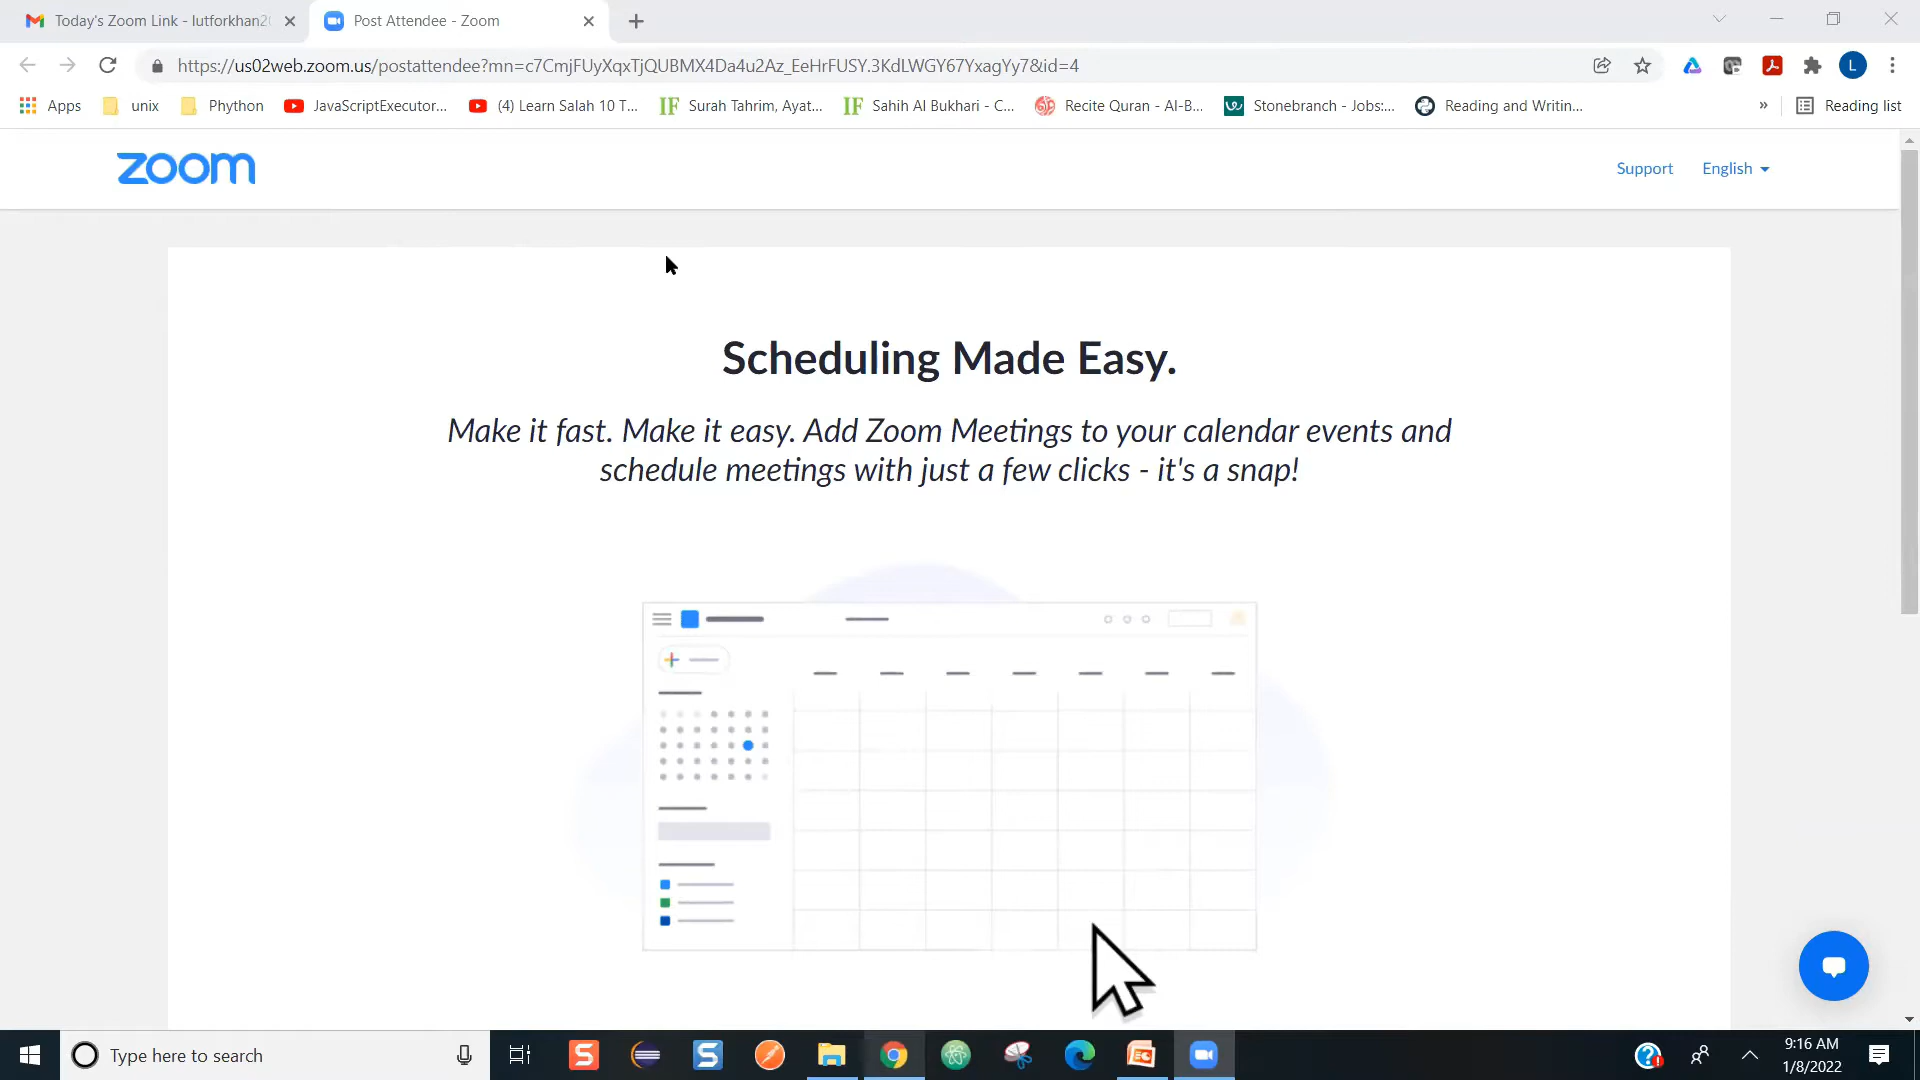 Today's Zoom Link - lutforkhan20
Post Attendee - Zoom
https://us02web.zoom.us/postattendee?mn=c7CmjFUyXqxTjQUBMX4Da4u2Az_EeHrFUSY.3KdLWGY67YxagYy7&id=4
L
Apps
unix
Phython
JavaScriptExecutor...
(4) Learn Salah 10 T...
IF Surah Tahrim, Ayat...
IF Sahih Al Bukhari - C...
Recite Quran - Al-B...
Stonebranch - Jobs:...
Reading and Writin...
»
Reading list
zoom
Support
English
Scheduling Made Easy.
Make it fast. Make it easy. Add Zoom Meetings to your calendar events and
schedule meetings with just a few clicks - it's a snap!
Type here to search
9:16 AM
1/8/2022